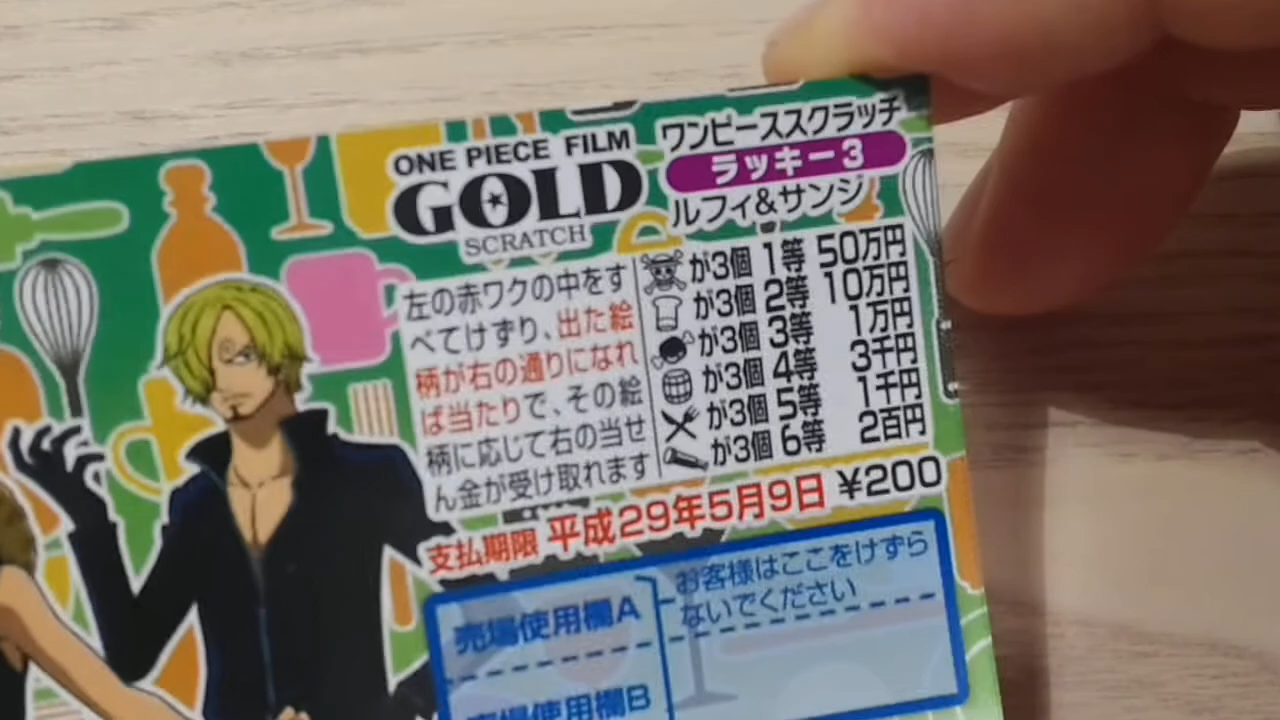 ONE PIECE FILM
GOLD
SCRATCH
ワンピーススクラッチ
ラッキー3
ルフィ&サンジ
左の赤ワクの中をす
べてけずり、出た絵
柄が右の通りになれ
ば当たりで、その絵
柄に応じて右の当せ
ん金が受け取れます
が3個 1等 50万円
が3個 2等 10万円
が3個 3等 1万円
が3個 4等 3千円
が3個 5等 1千円
が3個 6等 2百円
支払期限 平成29年5月9日 ¥200
売場使用欄A
お客様はここをけずら
ないでください
売場使用欄B